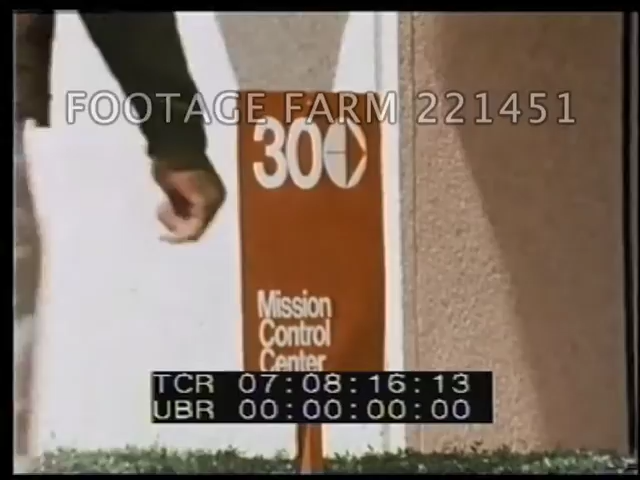 FOOTAGE FARM 221451
30
Mission
Control
Center
TCR 07:08:16:13
UBR 00:00:00:00